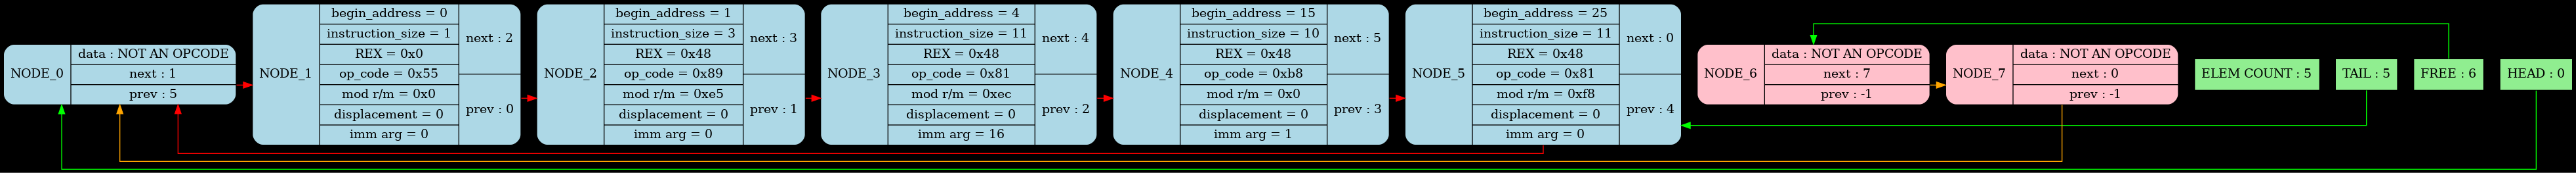 NODE_0
data : NOT AN OPCODE
next : 1
prev : 5
NODE_1
begin_address = 0
instruction_size = 1
REX = 0x0
op_code = 0x55
mod r/m = 0x0
displacement = 0
imm arg = 0
next : 2
prev : 0
NODE_2
begin_address = 1
instruction_size = 3
REX = 0x48
op_code = 0x89
mod r/m = 0xe5
displacement = 0
imm arg = 0
next : 3
prev : 1
NODE_3
begin_address = 4
instruction_size = 11
REX = 0x48
op_code = 0x81
mod r/m = 0xec
displacement = 0
imm arg = 16
next : 4
prev : 2
NODE_4
begin_address = 15
instruction_size = 10
REX = 0x48
op_code = 0xb8
mod r/m = 0x0
displacement = 0
imm arg = 1
next : 5
prev : 3
NODE_5
begin_address = 25
instruction_size = 11
REX = 0x48
op_code = 0x81
mod r/m = 0xf8
displacement = 0
imm arg = 0
next : 0
prev : 4
NODE_6
data : NOT AN OPCODE
next : 7
prev : -1
NODE_7
data : NOT AN OPCODE
next : 0
prev : -1
ELEM COUNT : 5
TAIL : 5
FREE : 6
HEAD : 0